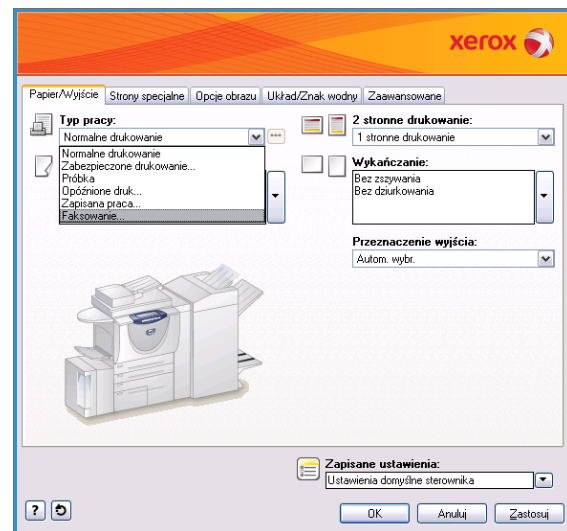 xerox
Papier/Wyjście Strony specjalne Opcje obrazu Układ/Znak wodny Zaawansowane
Typ pracy:
Normalne drukowanie
Normalne drukowanie
Zabezpieczone drukowanie...
Próbka
Opóźnione druk...
Zapisana praca...
Faksowanie...
2 stronne drukowanie:
1 stronne drukowanie
Wykańczanie:
Bez zszywania
Bez dziurkowania
Przeznaczenie wyjścia:
Autom. wybr.
Zapisane ustawienia:
Ustawienia domyślne sterownika
?
OK Anuluj Zastosuj